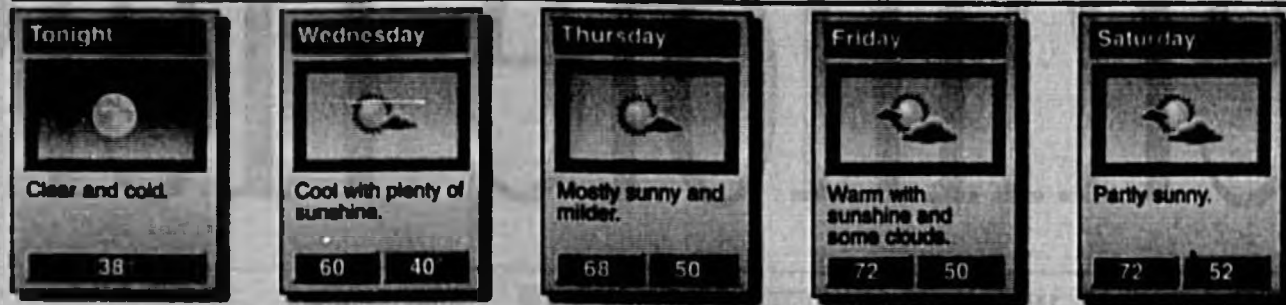 Tonight
Clear and cold.
38
Wednesday
Cool with plenty of
sunshine.
60 40
Thursday
Mostly sunny and
milder.
68 50
Friday
Warm with
sunshine and
some clouds.
72 50
Saturday
Partly sunny.
72 52